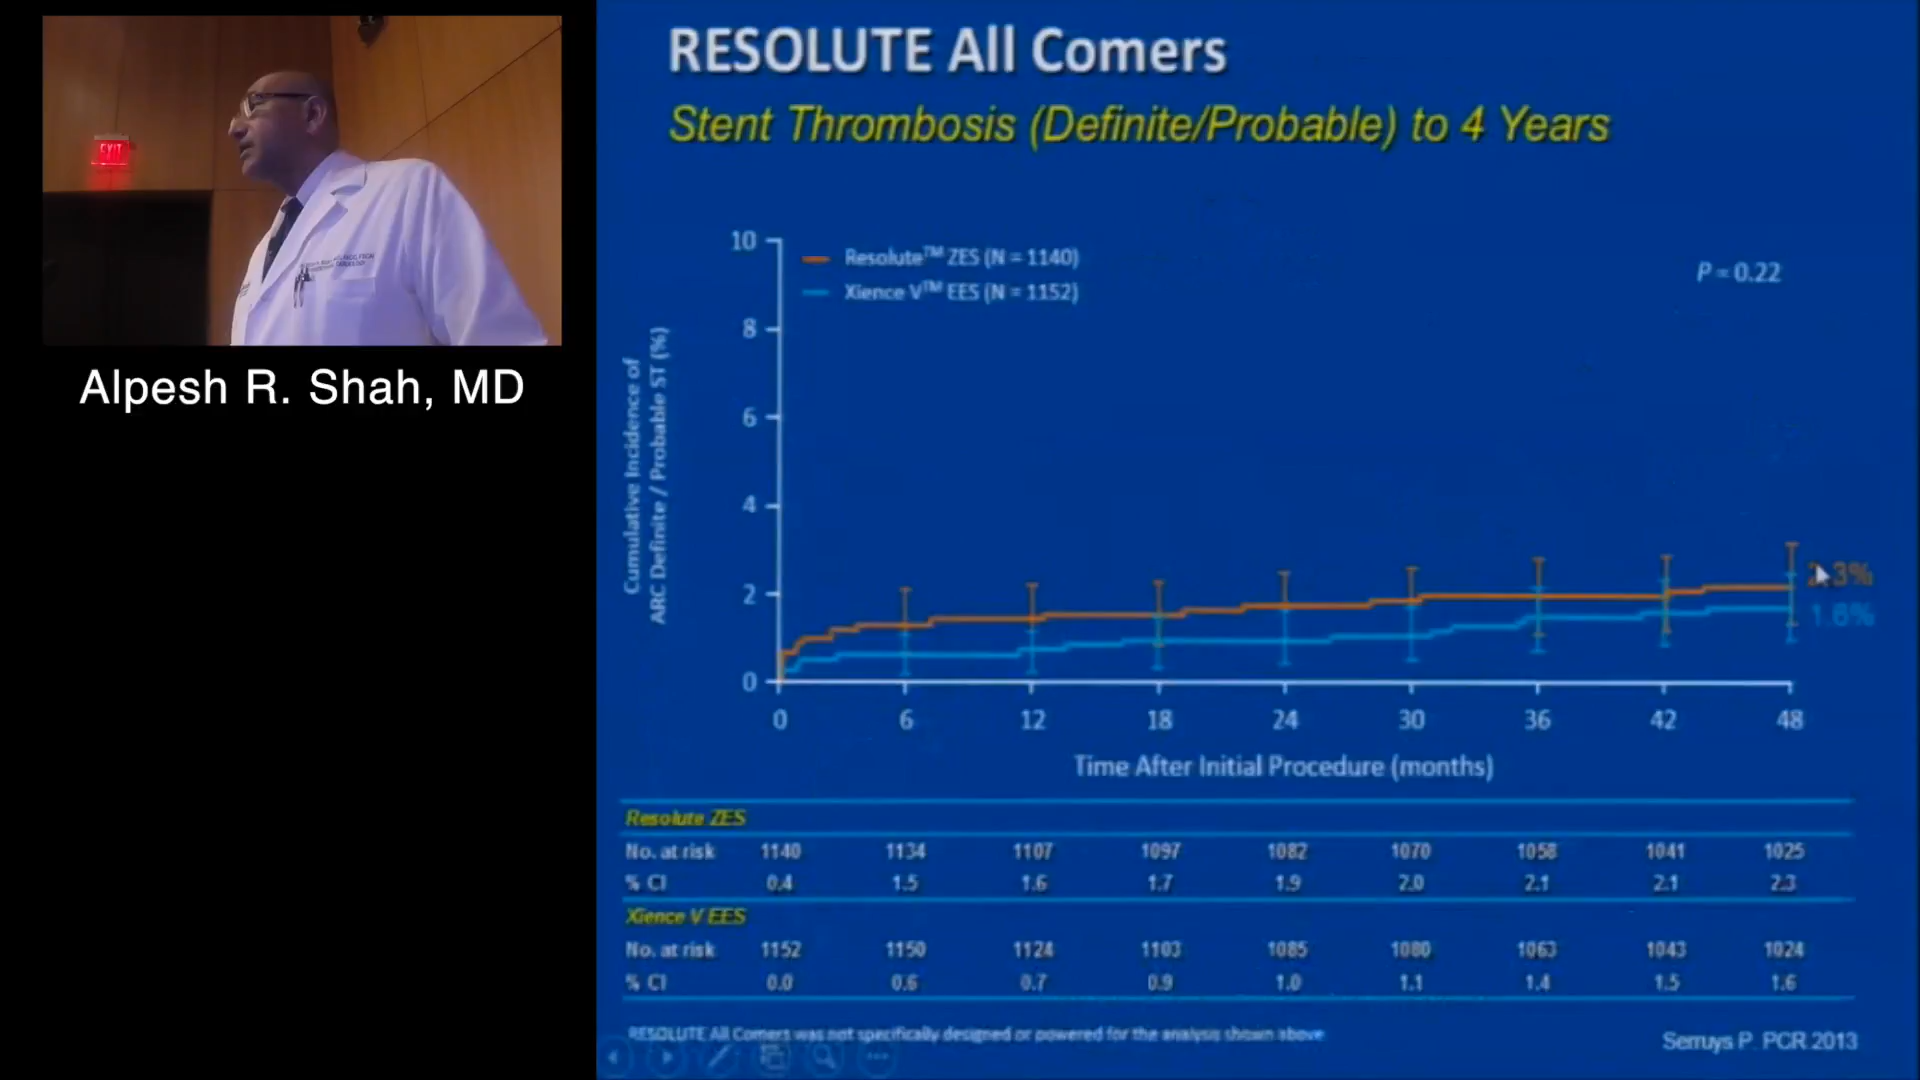 EXIT
Alpesh R. Shah, MD
RESOLUTE All Comers
Stent Thrombosis (Definite/Probable) to 4 Years
Resolute™ ZES (N = 1140)
Xience V™ EES (N = 1152)
P = 0.22
Cumulative Incidence of
ARC Definite / Probable ST (%)
10
8
6
4
2
0
2.3%
1.6%
0 6 12 18 24 30 36 42 48
Time After Initial Procedure (months)
Resolute ZES
No. at risk 1140 1134 1107 1097 1082 1070 1058 1041 1025
% CI 0.4 1.5 1.6 1.7 1.9 2.0 2.1 2.1 2.3
Xience V EES
No. at risk 1152 1150 1124 1103 1085 1080 1063 1043 1024
% CI 0.0 0.6 0.7 0.9 1.0 1.1 1.4 1.5 1.6
RESOLUTE All Comers was not specifically designed or powered for the analysis shown above
Serruys P. PCR 2013